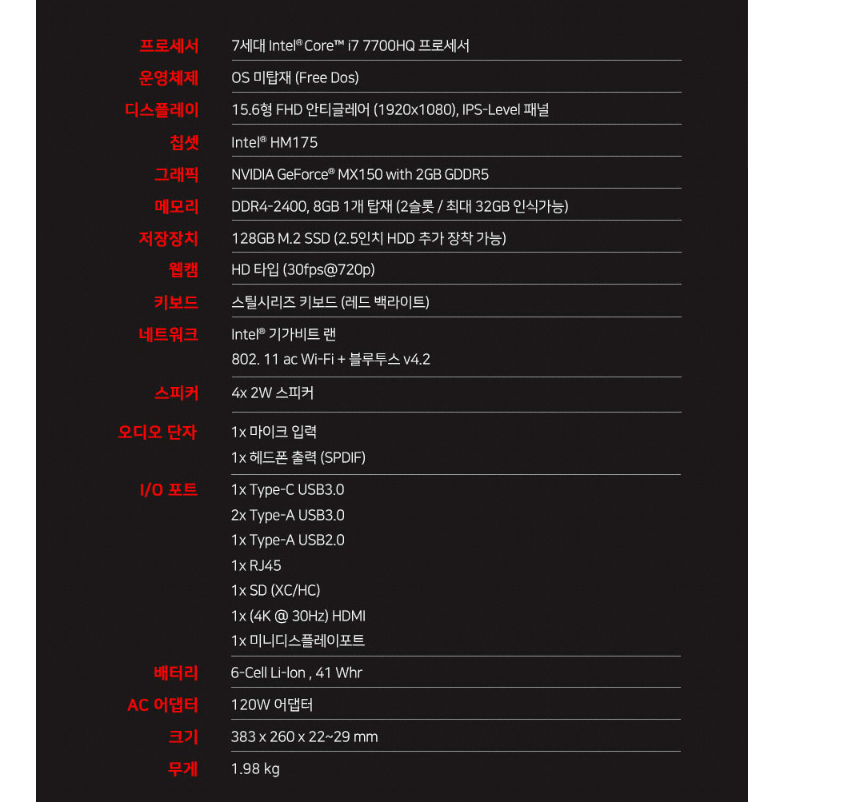 프로세서 7세대 Intel® Core™ i7 7700HQ 프로세서
운영체제 OS 미탑재 (Free Dos)
디스플레이 15.6형 FHD 안티글레어 (1920x1080), IPS-Level 패널
칩셋 Intel® HM175
그래픽 NVIDIA GeForce® MX150 with 2GB GDDR5
메모리 DDR4-2400, 8GB 1개 탑재 (2슬롯 / 최대 32GB 인식가능)
저장장치 128GB M.2 SSD (2.5인치 HDD 추가 장착 가능)
웹캠 HD 타입 (30fps@720p)
키보드 스틸시리즈 키보드 (레드 백라이트)
네트워크 Intel® 기가비트 랜
802. 11 ac Wi-Fi + 블루투스 v4.2
스피커 4x 2W 스피커
오디오 단자 1x 마이크 입력
1x 헤드폰 출력 (SPDIF)
I/O 포트 1x Type-C USB3.0
2x Type-A USB3.0
1x Type-A USB2.0
1x RJ45
1x SD (XC/HC)
1x (4K @ 30Hz) HDMI
1x 미니디스플레이포트
배터리 6-Cell Li-Ion , 41 Whr
AC 어댑터 120W 어댑터
크기 383 x 260 x 22~29 mm
무게 1.98 kg